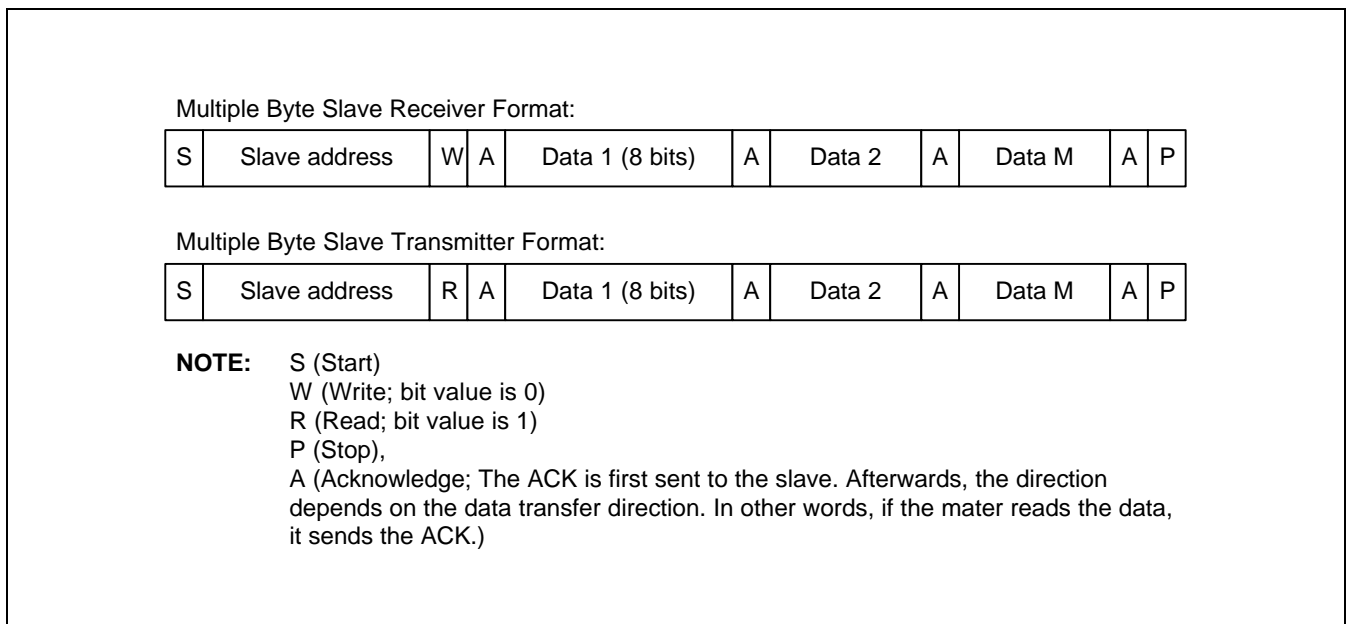 Multiple Byte Slave Receiver Format:
S Slave address W A Data 1 (8 bits) A Data 2 A Data M A P
Multiple Byte Slave Transmitter Format:
S Slave address R A Data 1 (8 bits) A Data 2 A Data M A P
NOTE: S (Start)
W (Write; bit value is 0)
R (Read; bit value is 1)
P (Stop),
A (Acknowledge; The ACK is first sent to the slave. Afterwards, the direction
depends on the data transfer direction. In other words, if the mater reads the data,
it sends the ACK.)